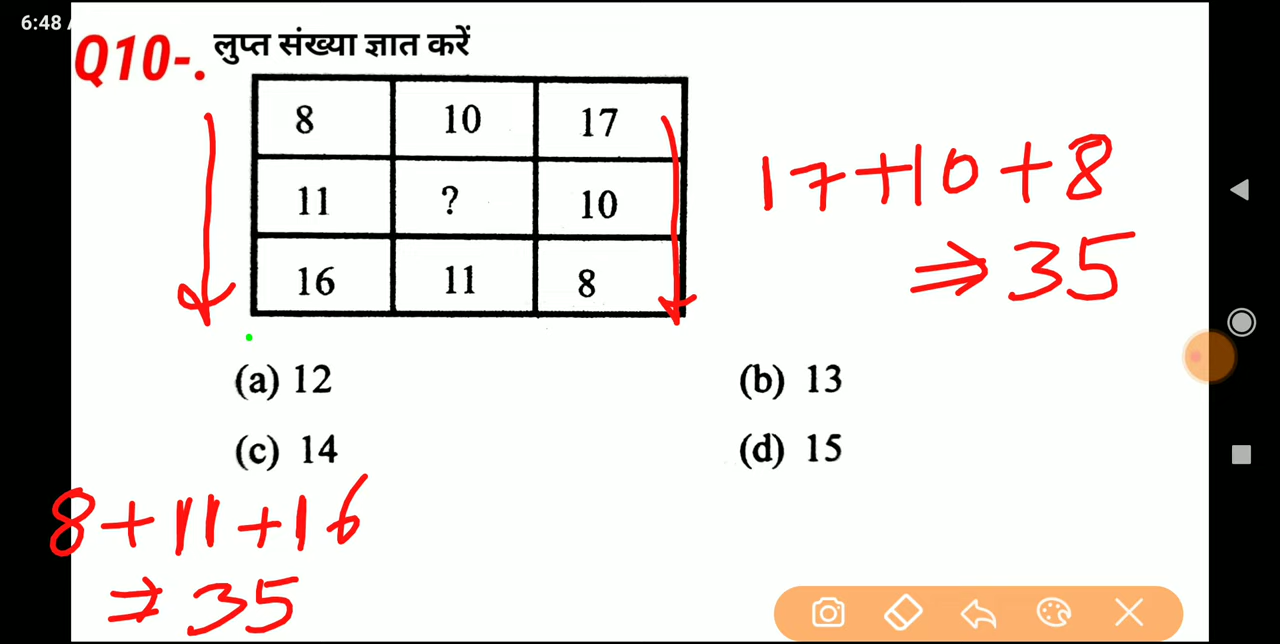 6:48
Q10-. लुप्त संख्या ज्ञात करें
8 10 17
11 ? 10
16 11 8
17+10+8
⇒35
(a) 12 (b) 13
(c) 14 (d) 15
8+11+16
⇒35